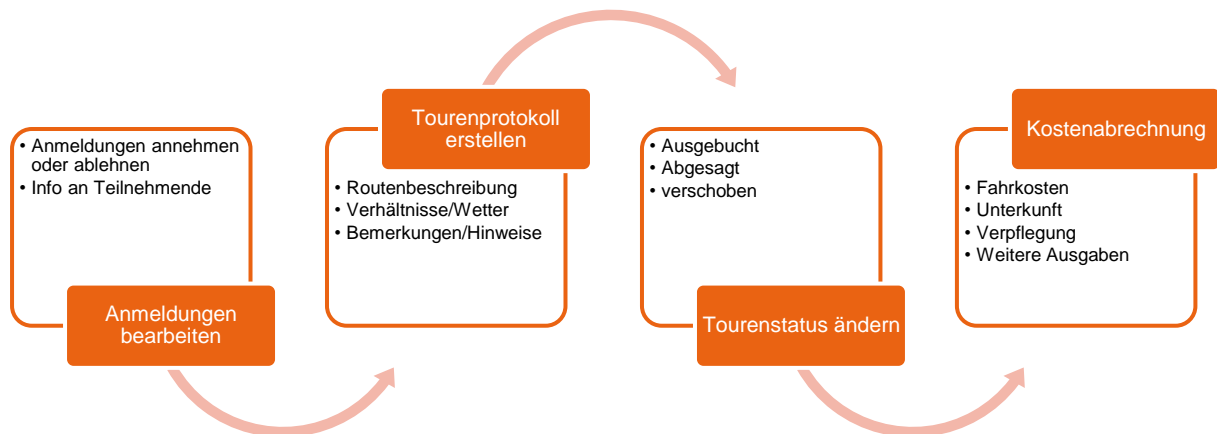 • Anmeldungen annehmen
oder ablehnen
• Info an Teilnehmende
Anmeldungen
bearbeiten
Tourenprotokoll
erstellen
• Routenbeschreibung
• Verhältnisse/Wetter
• Bemerkungen/Hinweise
• Ausgebucht
• Abgesagt
• verschoben
Tourenstatus ändern
Kostenabrechnung
• Fahrkosten
• Unterkunft
• Verpflegung
• Weitere Ausgaben